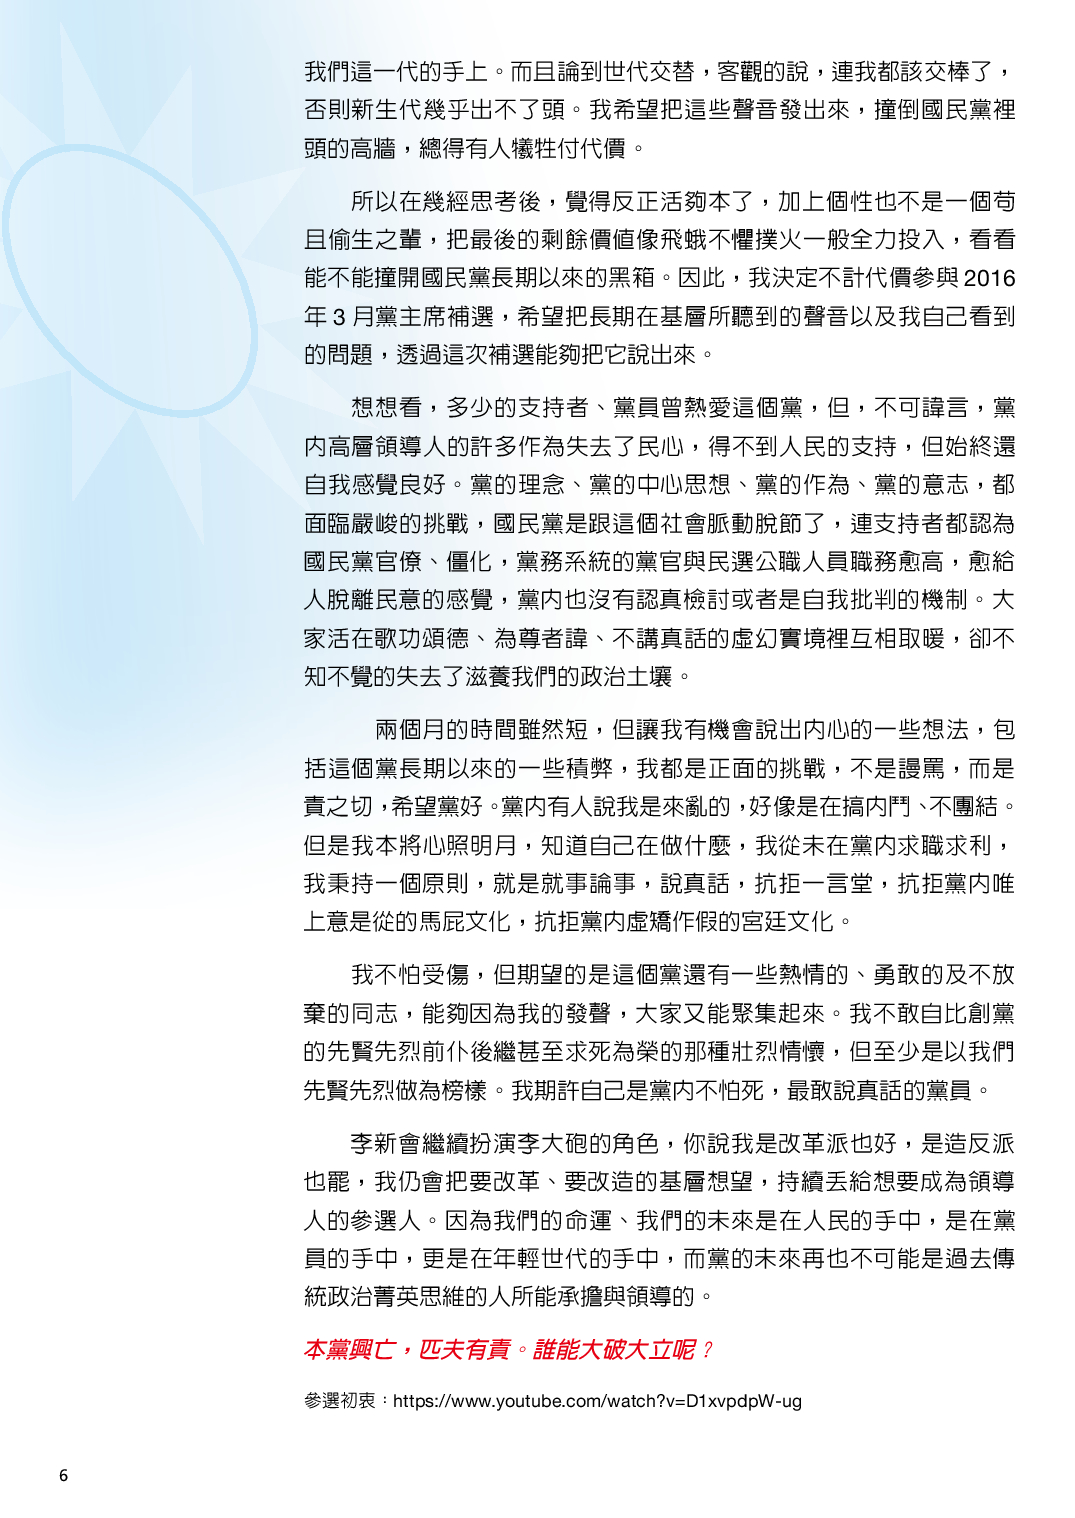 我們這一代的手上。而且論到世代交替，客觀的說，連我都該交棒了，
否則新生代幾乎出不了頭。我希望把這些聲音發出來，撞倒國民黨裡
頭的高牆，總得有人犧牲付代價。
所以在幾經思考後，覺得反正活夠本了，加上個性也不是一個苟
且偷生之輩，把最後的剩餘價值像飛蛾不懼撲火一般全力投入，看看
能不能撞開國民黨長期以來的黑箱。因此，我決定不計代價參與 2016
年 3 月黨主席補選，希望把長期在基層所聽到的聲音以及我自己看到
的問題，透過這次補選能夠把它說出來。
想想看，多少的支持者、黨員曾熱愛這個黨，但，不可諱言，黨
內高層領導人的許多作為失去了民心，得不到人民的支持，但始終還
自我感覺良好。黨的理念、黨的中心思想、黨的作為、黨的意志，都
面臨嚴峻的挑戰，國民黨是跟這個社會脈動脫節了，連支持者都認為
國民黨官僚、僵化，黨務系統的黨官與民選公職人員職務愈高，愈給
人脫離民意的感覺，黨內也沒有認真檢討或者是自我批判的機制。大
家活在歌功頌德、為尊者諱、不講真話的虛幻實境裡互相取暖，卻不
知不覺的失去了滋養我們的政治土壤。
兩個月的時間雖然短，但讓我有機會說出內心的一些想法，包
括這個黨長期以來的一些積弊，我都是正面的挑戰，不是謾罵，而是
責之切，希望黨好。黨內有人說我是來亂的，好像是在搞內鬥、不團結。
但是我本將心照明月，知道自己在做什麼，我從未在黨內求職求利，
我秉持一個原則，就是就事論事，說真話，抗拒一言堂，抗拒黨內唯
上意是從的馬屁文化，抗拒黨內虛矯作假的宮廷文化。
我不怕受傷，但期望的是這個黨還有一些熱情的、勇敢的及不放
棄的同志，能夠因為我的發聲，大家又能聚集起來。我不敢自比創黨
的先賢先烈前仆後繼甚至求死為榮的那種壯烈情懷，但至少是以我們
先賢先烈做為榜樣。我期許自己是黨內不怕死，最敢說真話的黨員。
李新會繼續扮演李大砲的角色，你說我是改革派也好，是造反派
也罷，我仍會把要改革、要改造的基層想望，持續丟給想要成為領導
人的參選人。因為我們的命運、我們的未來是在人民的手中，是在黨
員的手中，更是在年輕世代的手中，而黨的未來再也不可能是過去傳
統政治菁英思維的人所能承擔與領導的。
本黨興亡，匹夫有責。誰能大破大立呢？
參選初衷：https://www.youtube.com/watch?v=D1xvpdpW-ug
6